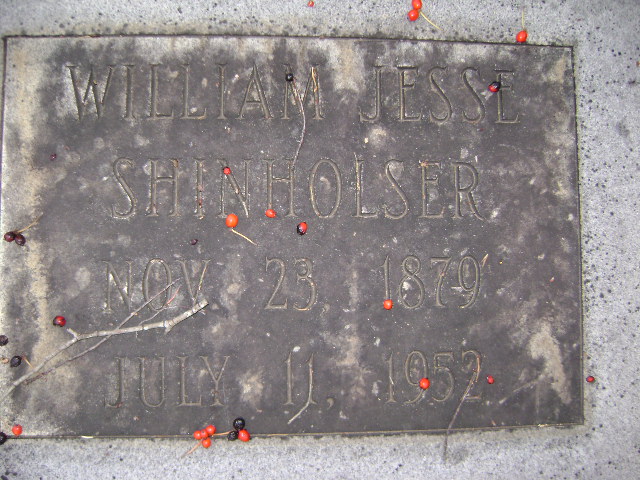 WILLIAM JESSE
SHINHOLSER
NOV. 23, 1879
JULY 11, 1952